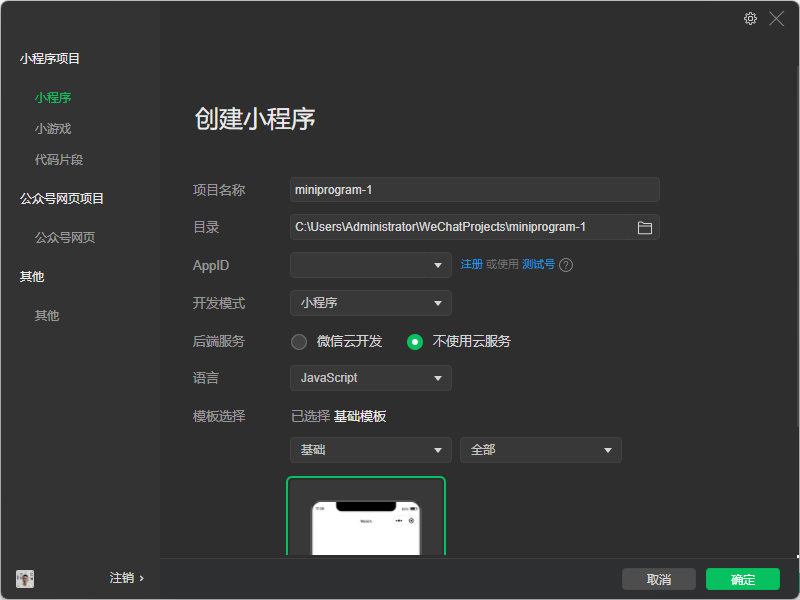 小程序项目
小程序
小游戏
代码片段
公众号网页项目
公众号网页
其他
其他
注销 ›
创建小程序
项目名称 miniprogram-1
目录 C:\Users\Administrator\WeChatProjects\miniprogram-1
AppID 注册 或使用 测试号 ?
开发模式 小程序
后端服务 微信云开发 不使用云服务
语言 JavaScript
模板选择 已选择 基础模板
基础 全部
取消 确定